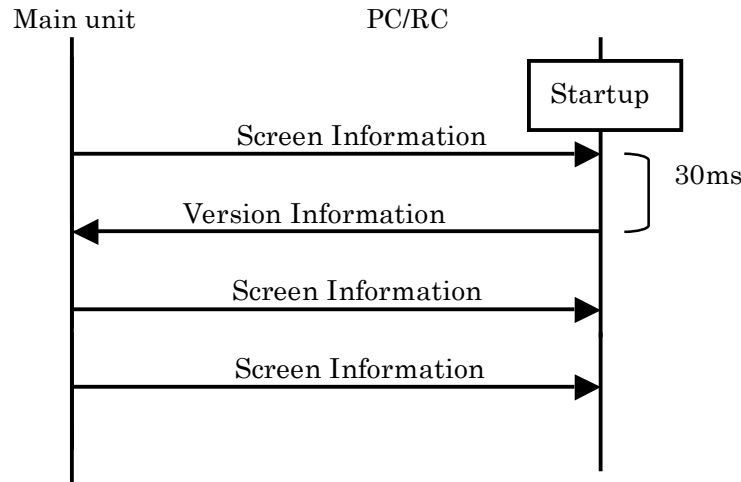 Main unit
PC/RC
Startup
Screen Information
30ms
Version Information
Screen Information
Screen Information